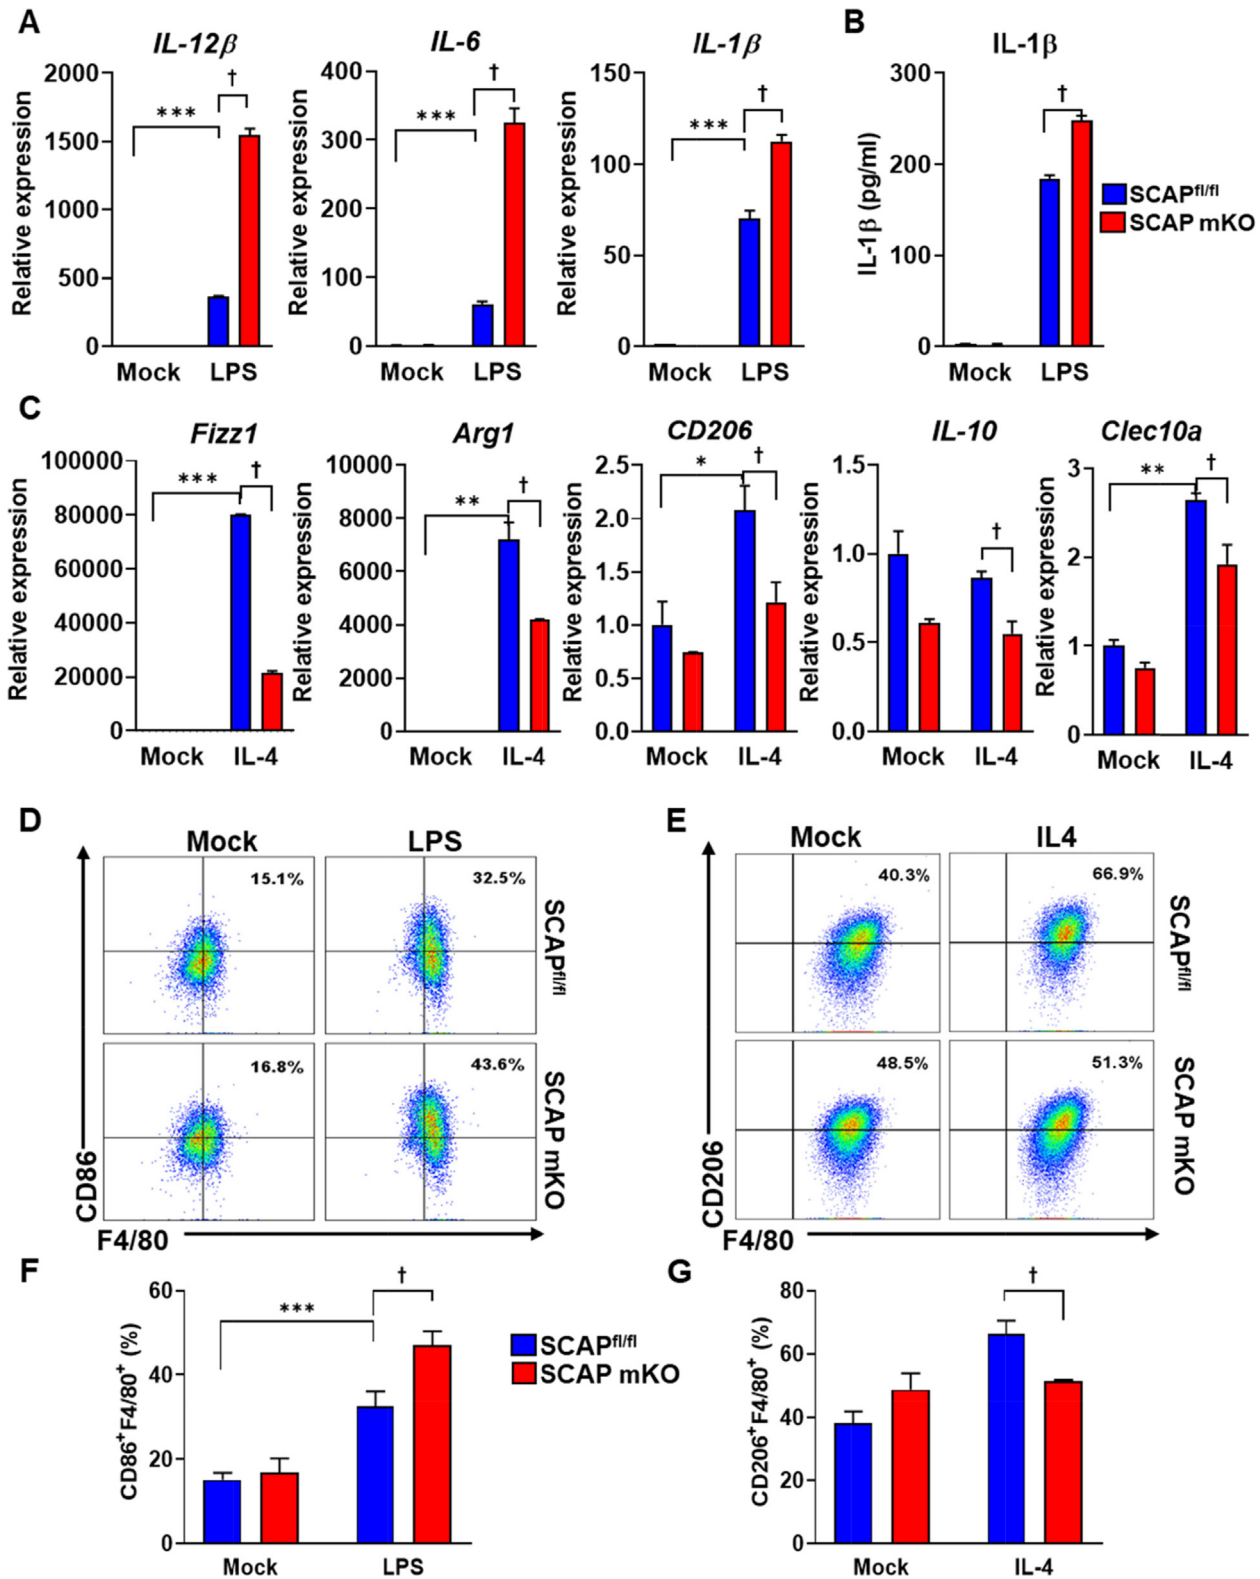 A
IL-12β
IL-6
IL-1β
B
IL-1β
Relative expression
2000
1500
1000
500
0
***
†
Mock
LPS
Relative expression
400
300
200
100
0
***
†
Mock
LPS
Relative expression
150
100
50
0
***
†
Mock
LPS
IL-1β (pg/ml)
300
200
100
0
†
Mock
LPS
SCAPfl/fl
SCAP mKO
C
Fizz1
Arg1
CD206
IL-10
Clec10a
Relative expression
100000
80000
60000
40000
20000
0
***
†
Mock
IL-4
Relative expression
10000
8000
6000
4000
2000
0
**
†
Mock
IL-4
Relative expression
2.5
2.0
1.5
1.0
0.5
0.0
*
†
Mock
IL-4
Relative expression
1.5
1.0
0.5
0.0
†
Mock
IL-4
Relative expression
3
2
1
0
**
†
Mock
IL-4
D
Mock
LPS
15.1%
32.5%
SCAPfl/fl
16.8%
43.6%
SCAP mKO
CD86
F4/80
E
Mock
IL4
40.3%
66.9%
SCAPfl/fl
48.5%
51.3%
SCAP mKO
CD206
F4/80
F
CD86+F4/80+ (%)
60
40
20
0
***
†
Mock
LPS
SCAPfl/fl
SCAP mKO
G
CD206+F4/80+ (%)
80
60
40
20
0
†
Mock
IL-4